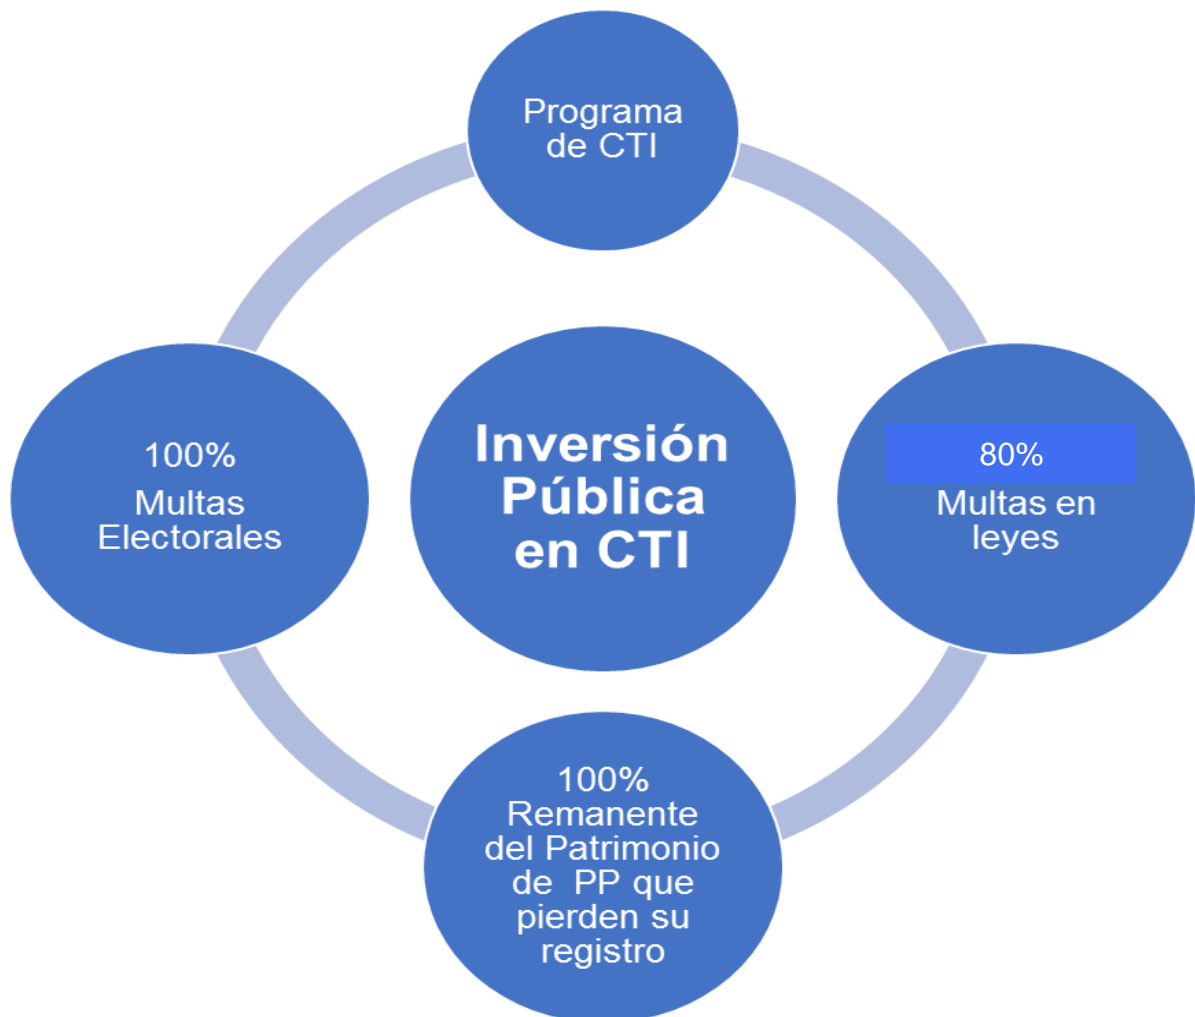 Programa
de CTI
100%
Multas
Electorales
Inversión
Pública
en CTI
80%
Multas en
leyes
100%
Remanente
del Patrimonio
de PP que
pierden su
registro